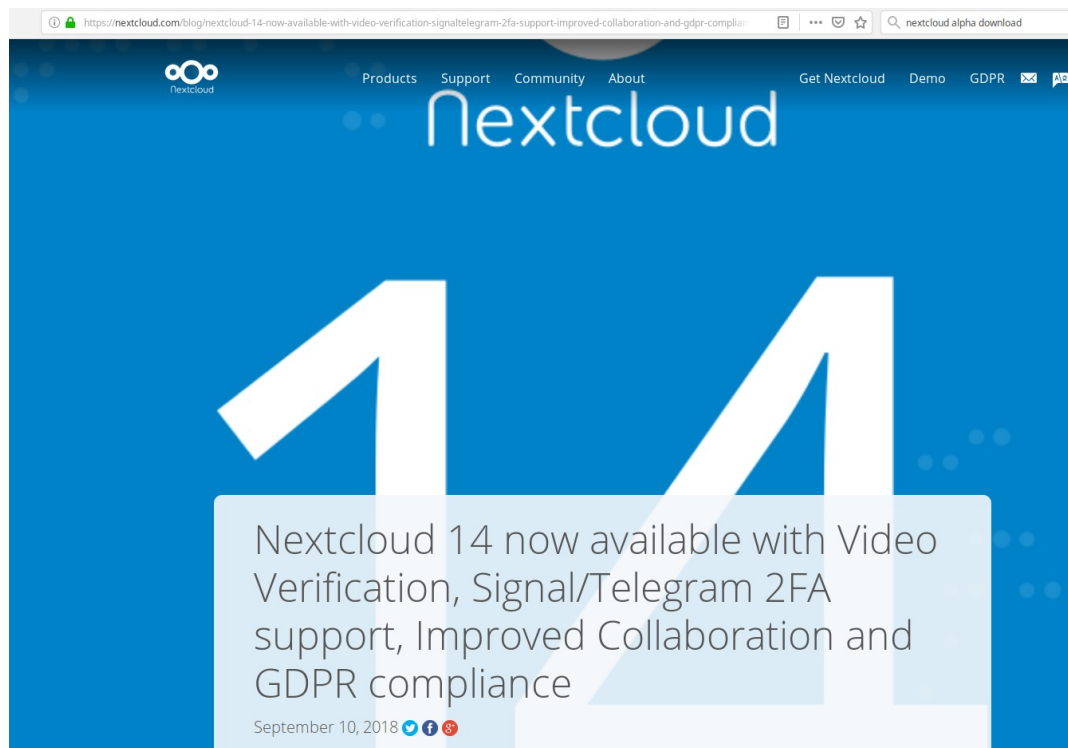 https://nextcloud.com/blog/nextcloud-14-now-available-with-video-verification-signaltelegram-2fa-support-improved-collaboration-and-gdpr-complian
nextcloud alpha download
Nextcloud
Products Support Community About Get Nextcloud Demo GDPR
Nextcloud
14
Nextcloud 14 now available with Video
Verification, Signal/Telegram 2FA
support, Improved Collaboration and
GDPR compliance
September 10, 2018